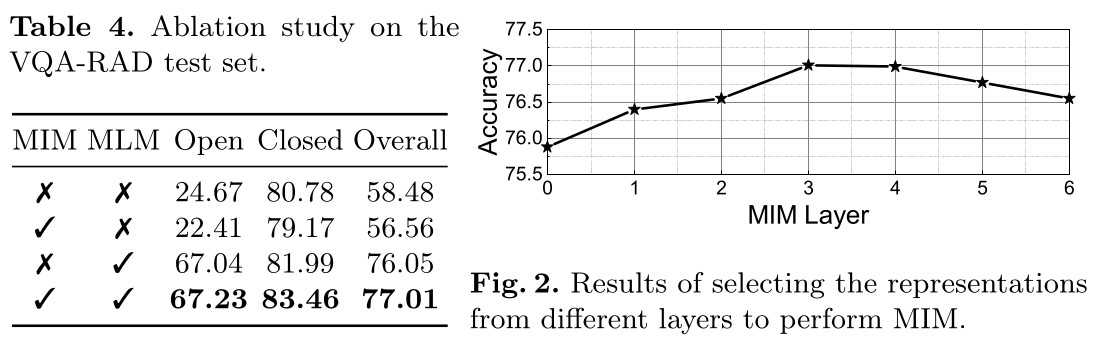 Table 4. Ablation study on the
VQA-RAD test set.
MIM MLM Open Closed Overall
✗ ✗ 24.67 80.78 58.48
✓ ✗ 22.41 79.17 56.56
✗ ✓ 67.04 81.99 76.05
✓ ✓ 67.23 83.46 77.01
Accuracy
77.5
77.0
76.5
76.0
75.5
0 1 2 3 4 5 6
MIM Layer
Fig. 2. Results of selecting the representations
from different layers to perform MIM.